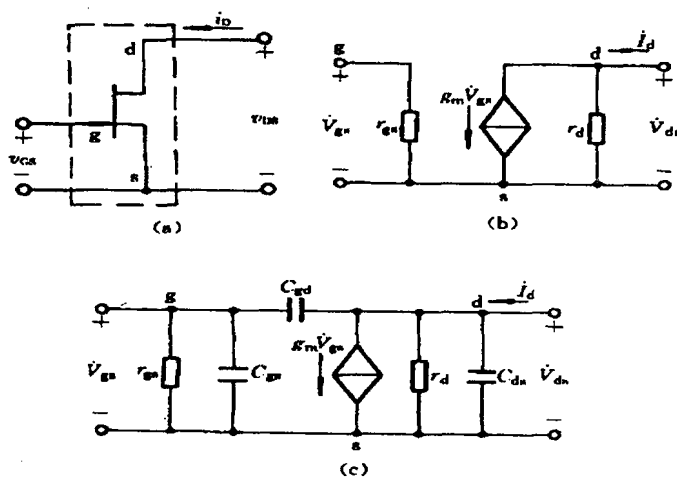 i_D
d
+
g
+
v_GS
v_DS
s
−
−
(a)
g
d
İ_d
+
+
g_m V̇_gs
V̇_gs
r_gs
r_d
V̇_ds
−
−
s
(b)
C_gd
g
d
İ_d
+
+
g_m V̇_gs
V̇_gs
r_gs
C_gs
r_d
C_ds
V̇_ds
−
−
s
(c)